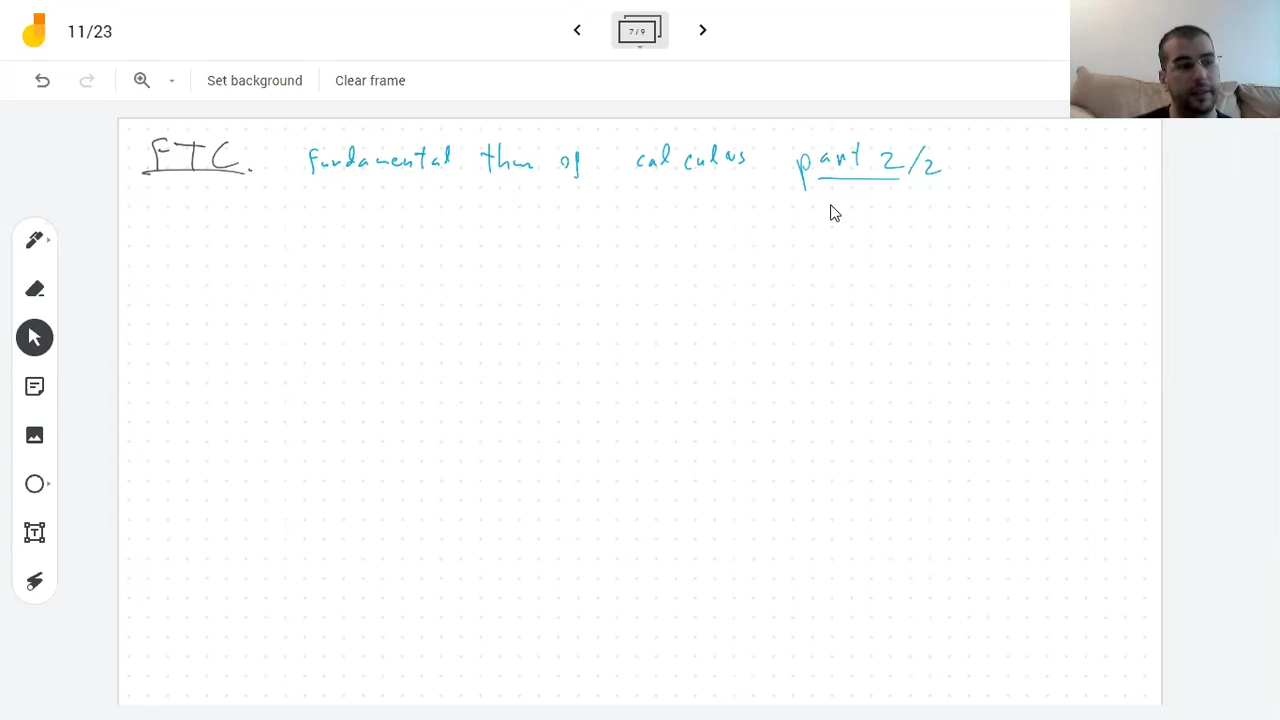 11/23
7 / 9
Set background
Clear frame
FTC. Fundamental thm of calculus part 2/2